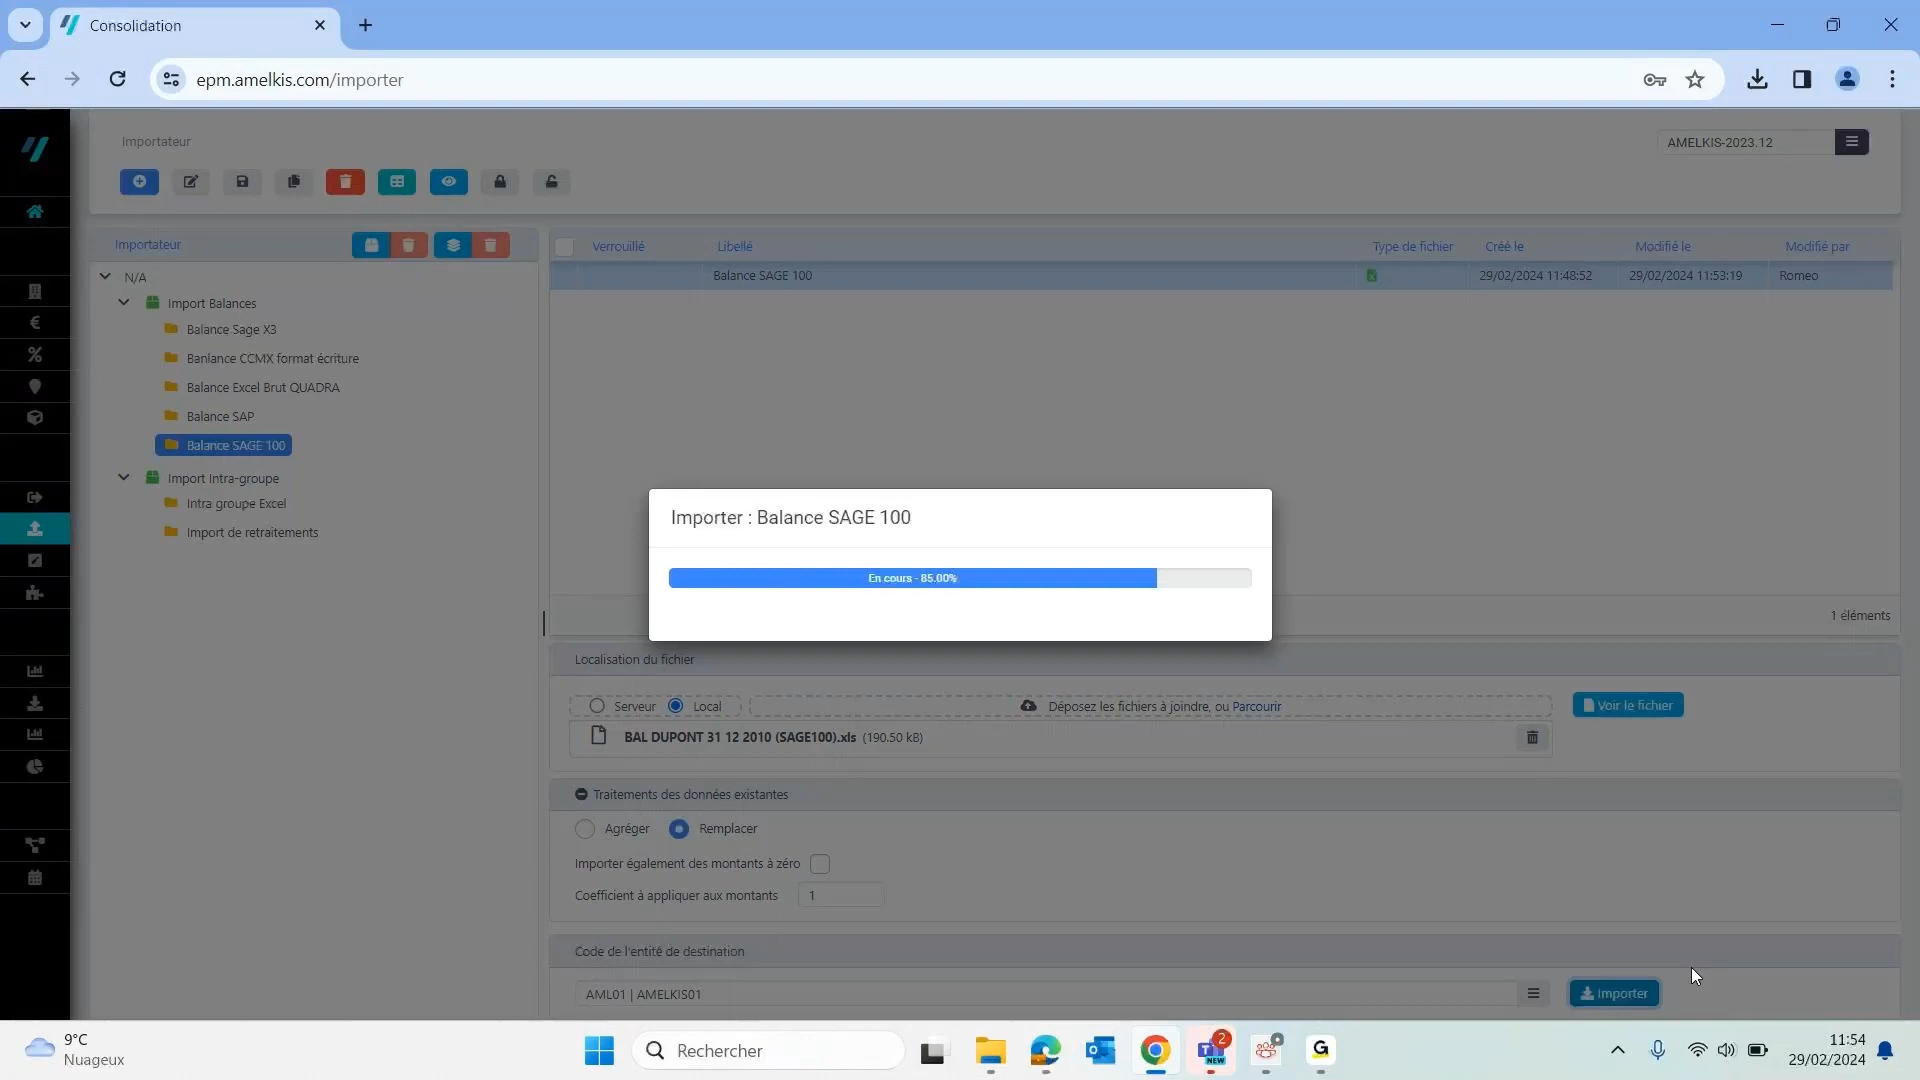 Consolidation
epm.amelkis.com/importer
Importateur
AMELKIS-2023.12
Importateur
Verrouillé Libellé Type de fichier Créé le Modifié le Modifié par
N/A
Balance SAGE 100 29/02/2024 11:48:52 29/02/2024 11:53:19 Romeo
Import Balances
Balance Sage X3
Banlance CCMX format écriture
Balance Excel Brut QUADRA
Balance SAP
Balance SAGE 100
Import Intra-groupe
Intra groupe Excel
Import de retraitements
Importer : Balance SAGE 100
En cours - 85.00%
1 éléments
Localisation du fichier
Serveur Local Déposez les fichiers à joindre, ou Parcourir Voir le fichier
BAL DUPONT 31 12 2010 (SAGE100).xls (190.50 kB)
Traitements des données existantes
Agréger Remplacer
Importer également des montants à zéro
Coefficient à appliquer aux montants 1
Code de l'entité de destination
AML01 | AMELKIS01 Importer
9°C
Nuageux
Rechercher
2
NEW
G
11:54
29/02/2024